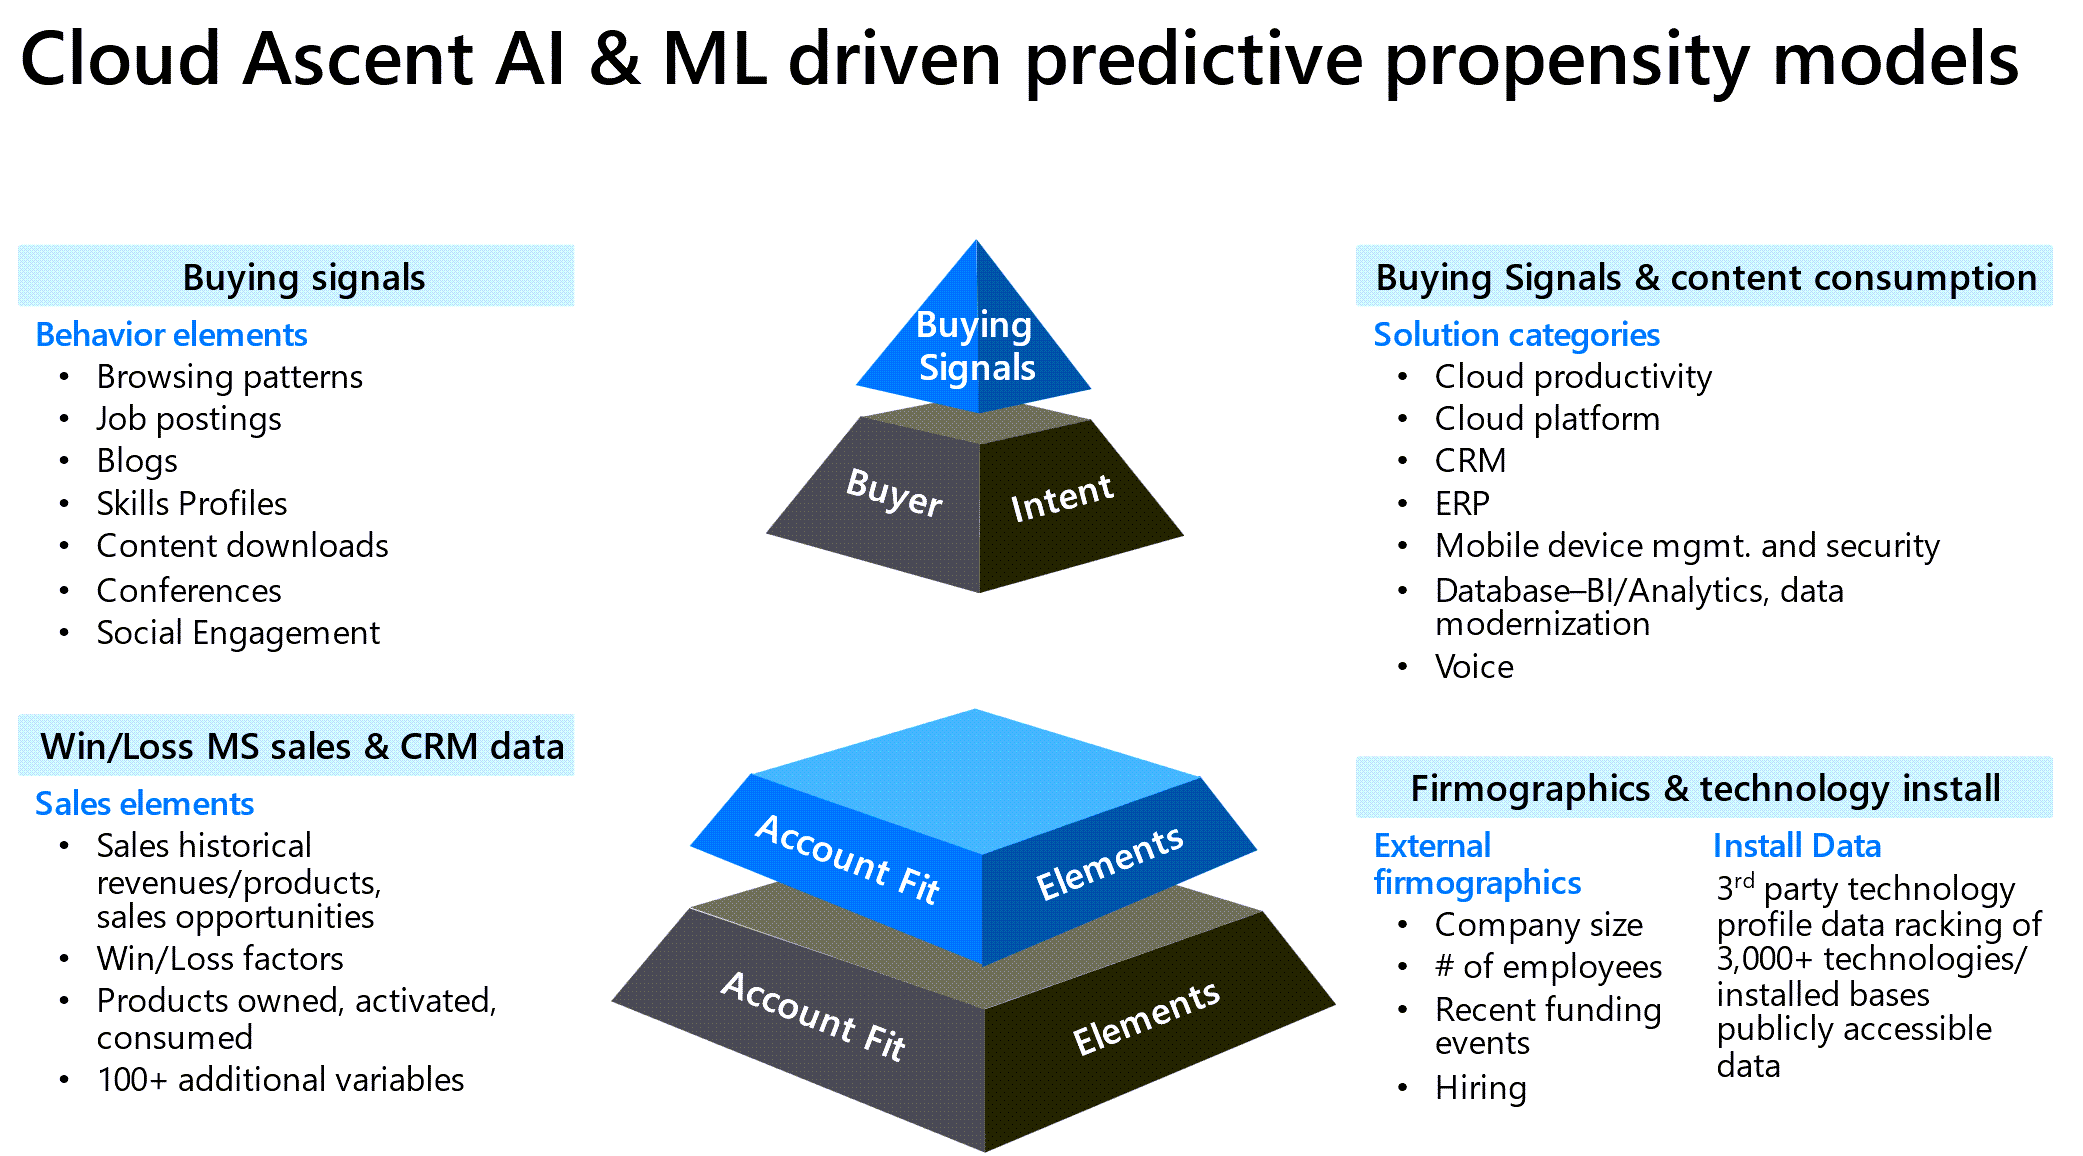 Cloud Ascent AI & ML driven predictive propensity models
Buying signals
Behavior elements
• Browsing patterns
• Job postings
• Blogs
• Skills Profiles
• Content downloads
• Conferences
• Social Engagement
Win/Loss MS sales & CRM data
Sales elements
• Sales historical
revenues/products,
sales opportunities
• Win/Loss factors
• Products owned, activated,
consumed
• 100+ additional variables
Buying
Signals
Buyer Intent
Account Fit Elements
Account Fit Elements
Buying Signals & content consumption
Solution categories
• Cloud productivity
• Cloud platform
• CRM
• ERP
• Mobile device mgmt. and security
• Database–BI/Analytics, data
modernization
• Voice
Firmographics & technology install
External
firmographics
• Company size
• # of employees
• Recent funding
events
• Hiring
Install Data
3rd party technology
profile data racking of
3,000+ technologies/
installed bases
publicly accessible
data